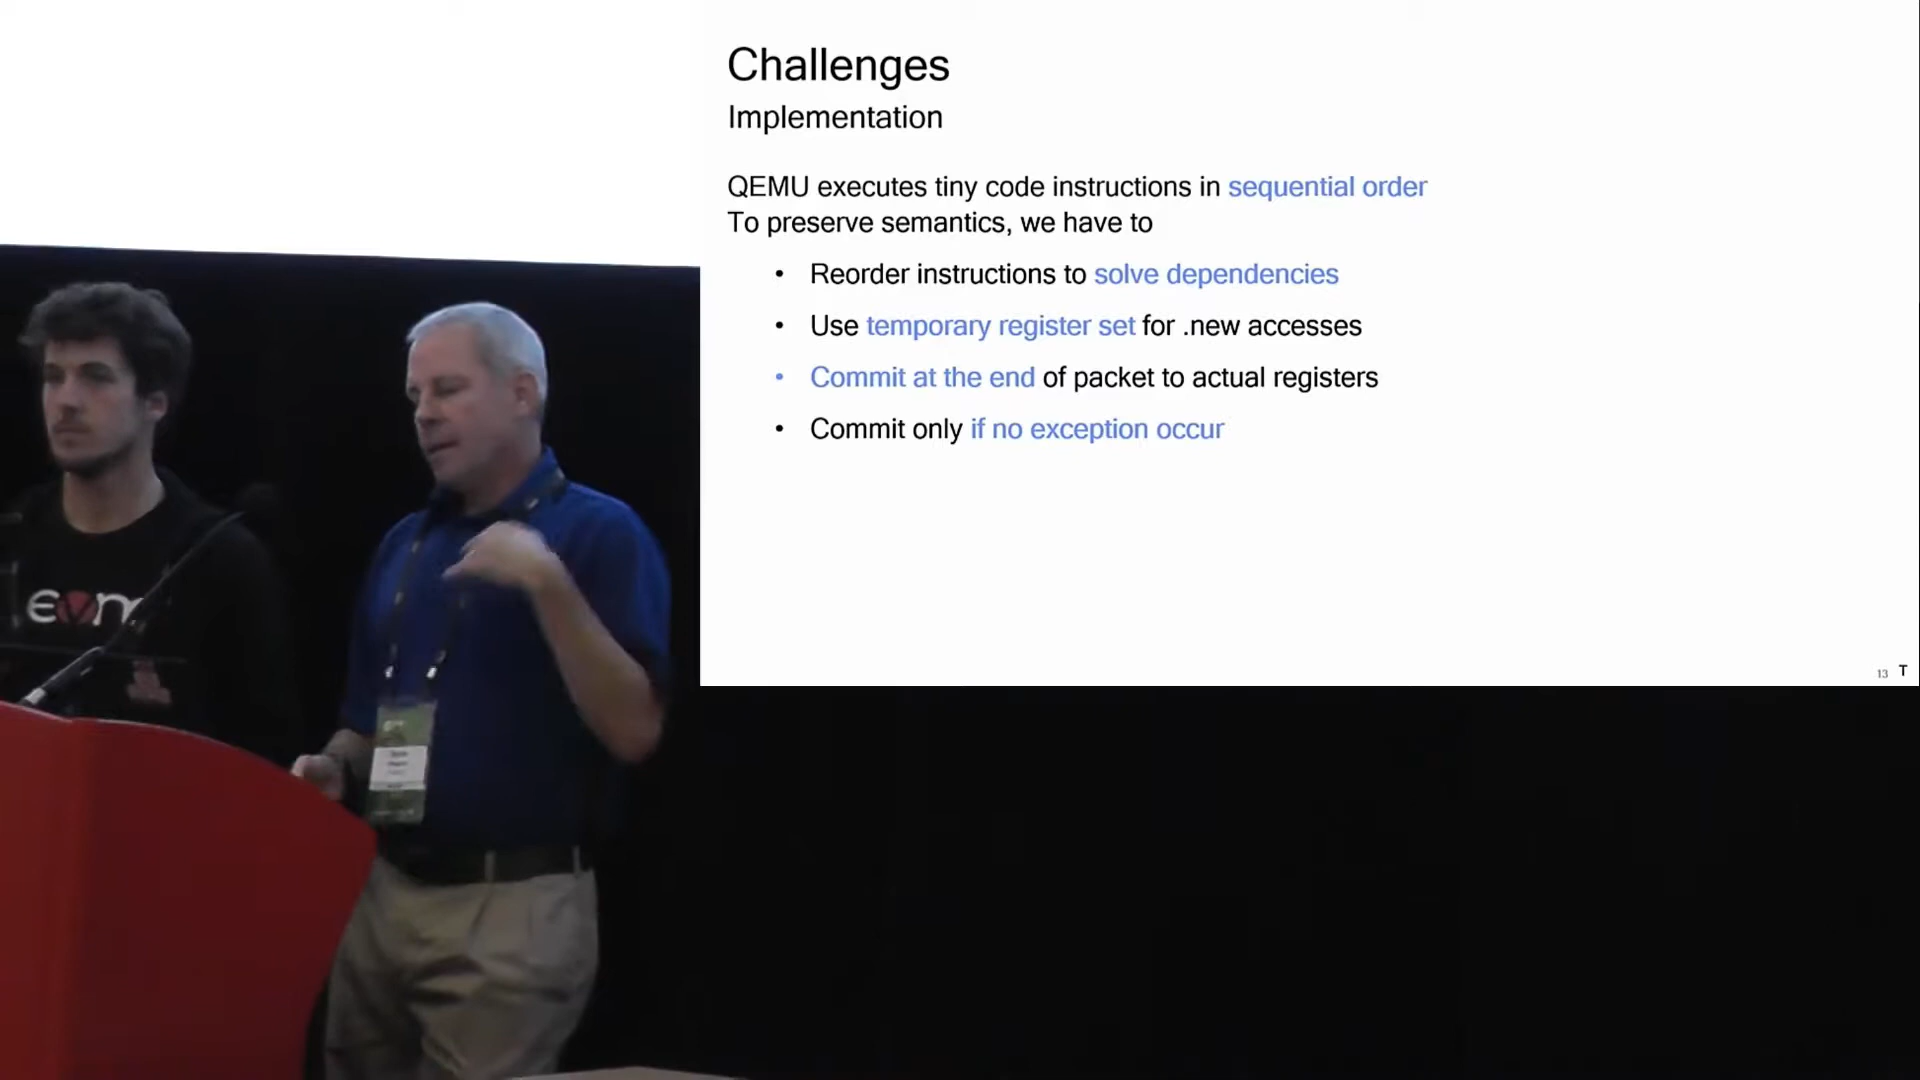 Challenges
Implementation
QEMU executes tiny code instructions in sequential order
To preserve semantics, we have to
• Reorder instructions to solve dependencies
• Use temporary register set for .new accesses
• Commit at the end of packet to actual registers
• Commit only if no exception occur
13 T